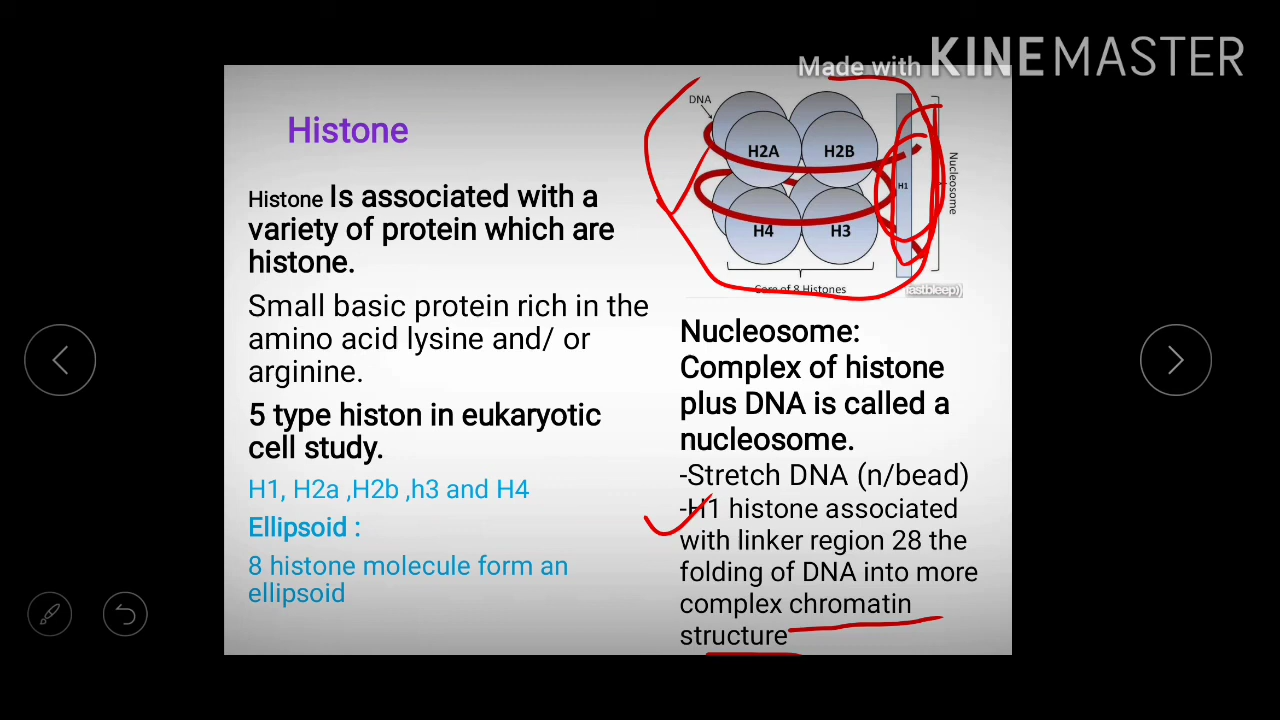 Made with KINEMASTER
Histone
Histone Is associated with a
variety of protein which are
histone.
Small basic protein rich in the
amino acid lysine and/ or
arginine.
5 type histon in eukaryotic
cell study.
H1, H2a ,H2b ,h3 and H4
Ellipsoid :
8 histone molecule form an
ellipsoid
DNA
H2A
H2B
H4
H3
H1
Nucleosome
Core of 8 Histones
fastbleep))
Nucleosome:
Complex of histone
plus DNA is called a
nucleosome.
-Stretch DNA (n/bead)
-H1 histone associated
with linker region 28 the
folding of DNA into more
complex chromatin
structure